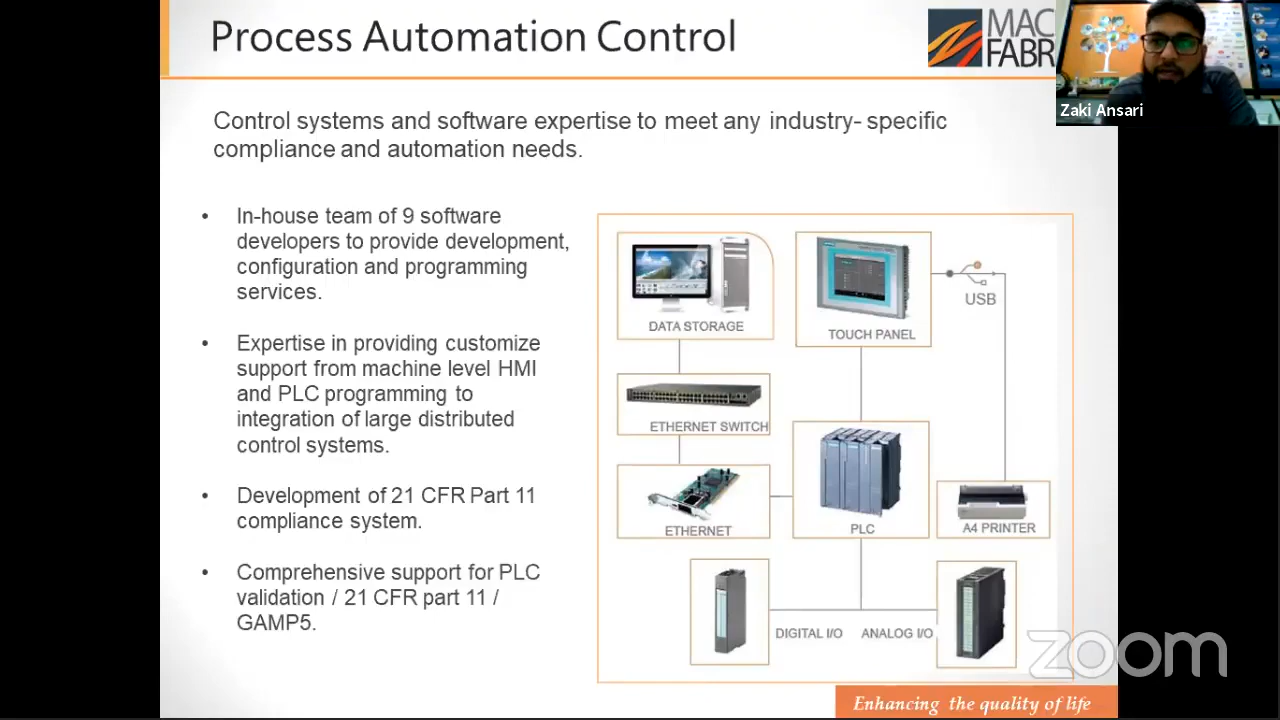 Process Automation Control
MAC
FABR
Zaki Ansari
Control systems and software expertise to meet any industry- specific
compliance and automation needs.
• In-house team of 9 software
developers to provide development,
configuration and programming
services.
• Expertise in providing customize
support from machine level HMI
and PLC programming to
integration of large distributed
control systems.
• Development of 21 CFR Part 11
compliance system.
• Comprehensive support for PLC
validation / 21 CFR part 11 /
GAMP5.
DATA STORAGE
TOUCH PANEL
USB
ETHERNET SWITCH
ETHERNET
PLC
A4 PRINTER
DIGITAL I/O
ANALOG I/O
zoom
Enhancing the quality of life